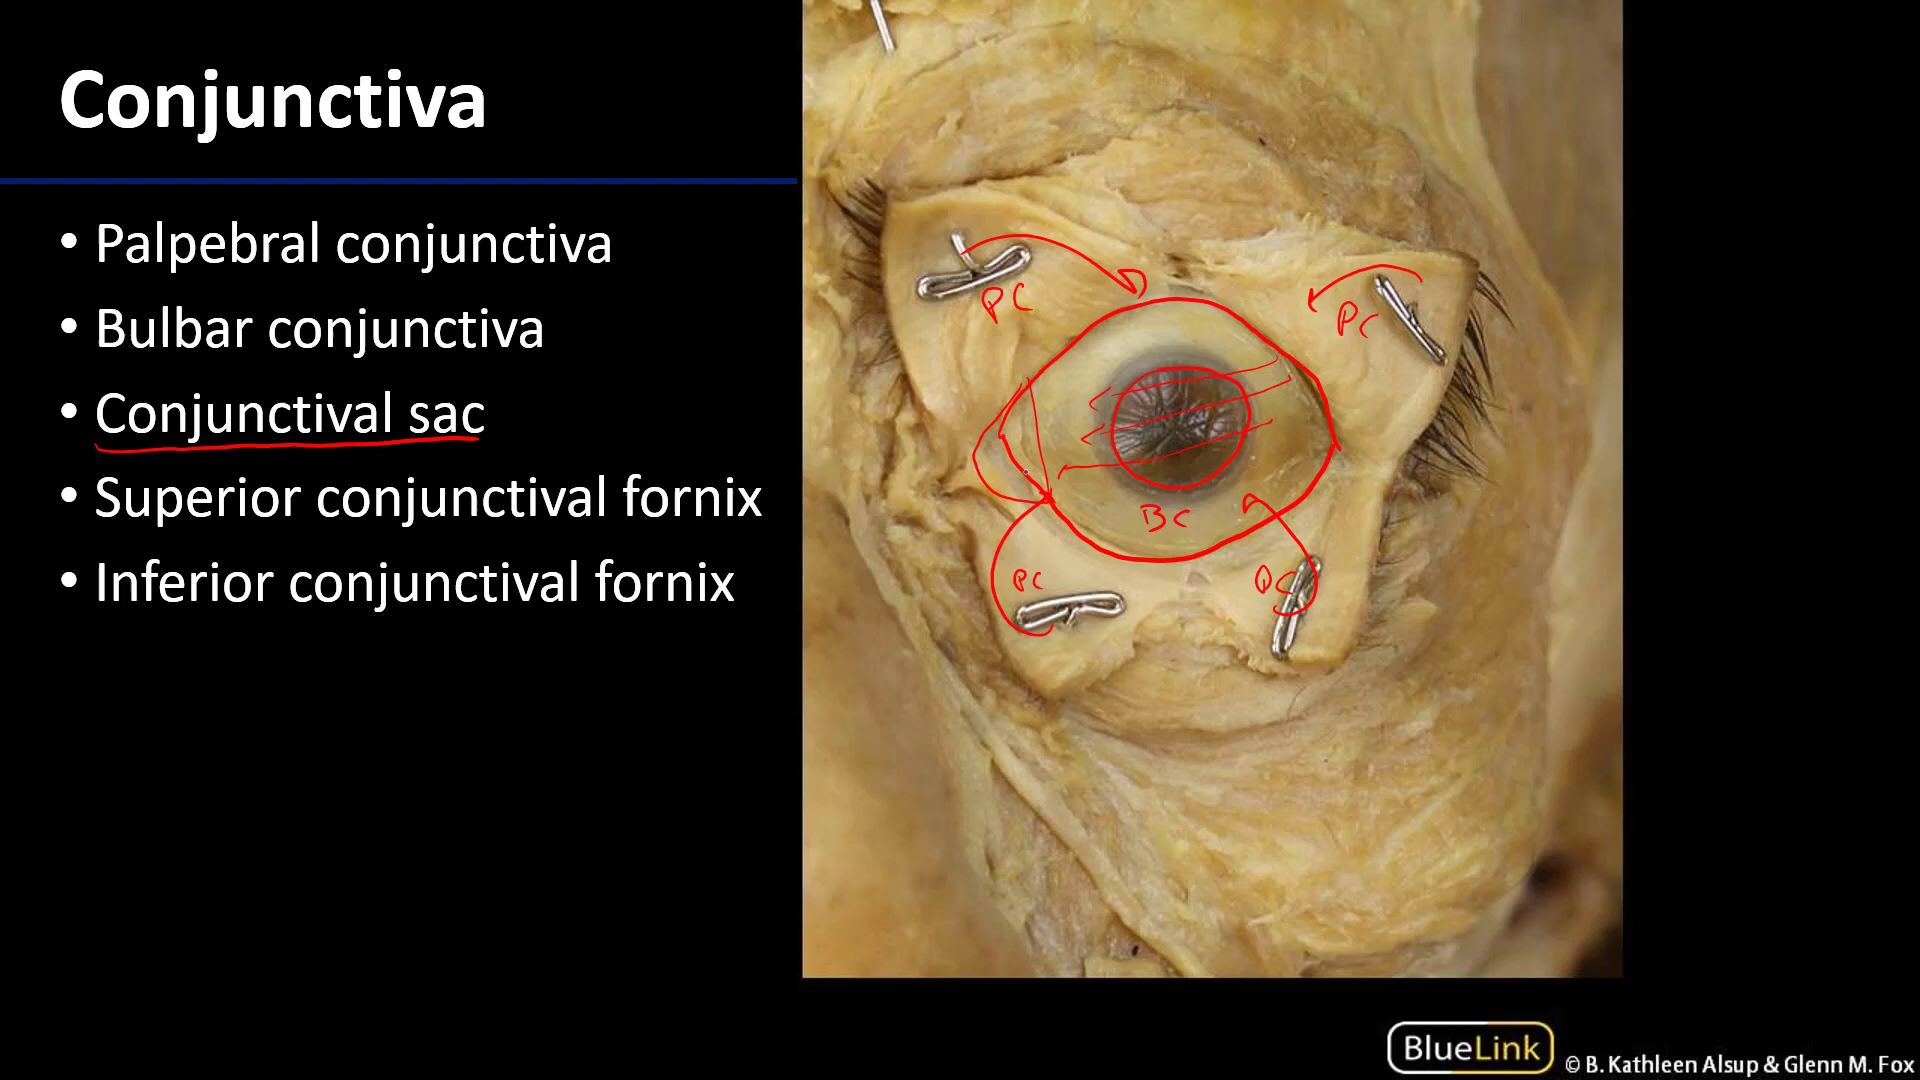 Conjunctiva
• Palpebral conjunctiva
• Bulbar conjunctiva
• Conjunctival sac
• Superior conjunctival fornix
• Inferior conjunctival fornix
PC
PC
BC
PC
PC
BlueLink
© B. Kathleen Alsup & Glenn M. Fox